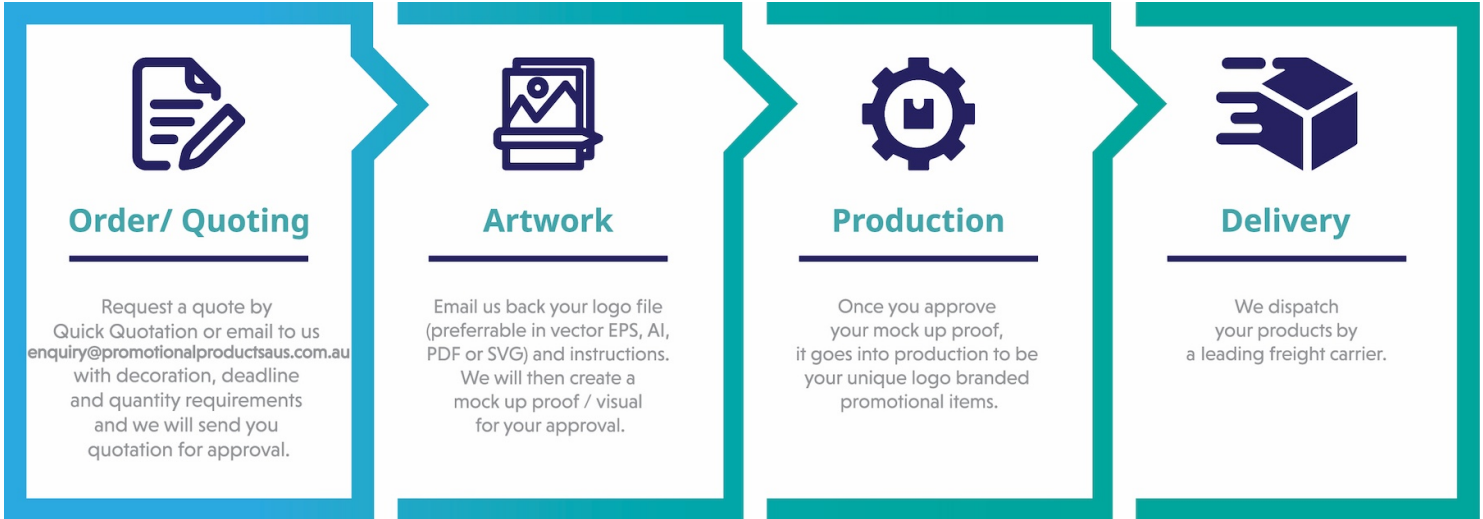 Order/ Quoting
Request a quote by
Quick Quotation or email to us
enquiry@promotionalproductsaus.com.au
with decoration, deadline
and quantity requirements
and we will send you
quotation for approval.
Artwork
Email us back your logo file
(preferrable in vector EPS, AI,
PDF or SVG) and instructions.
We will then create a
mock up proof / visual
for your approval.
Production
Once you approve
your mock up proof,
it goes into production to be
your unique logo branded
promotional items.
Delivery
We dispatch
your products by
a leading freight carrier.